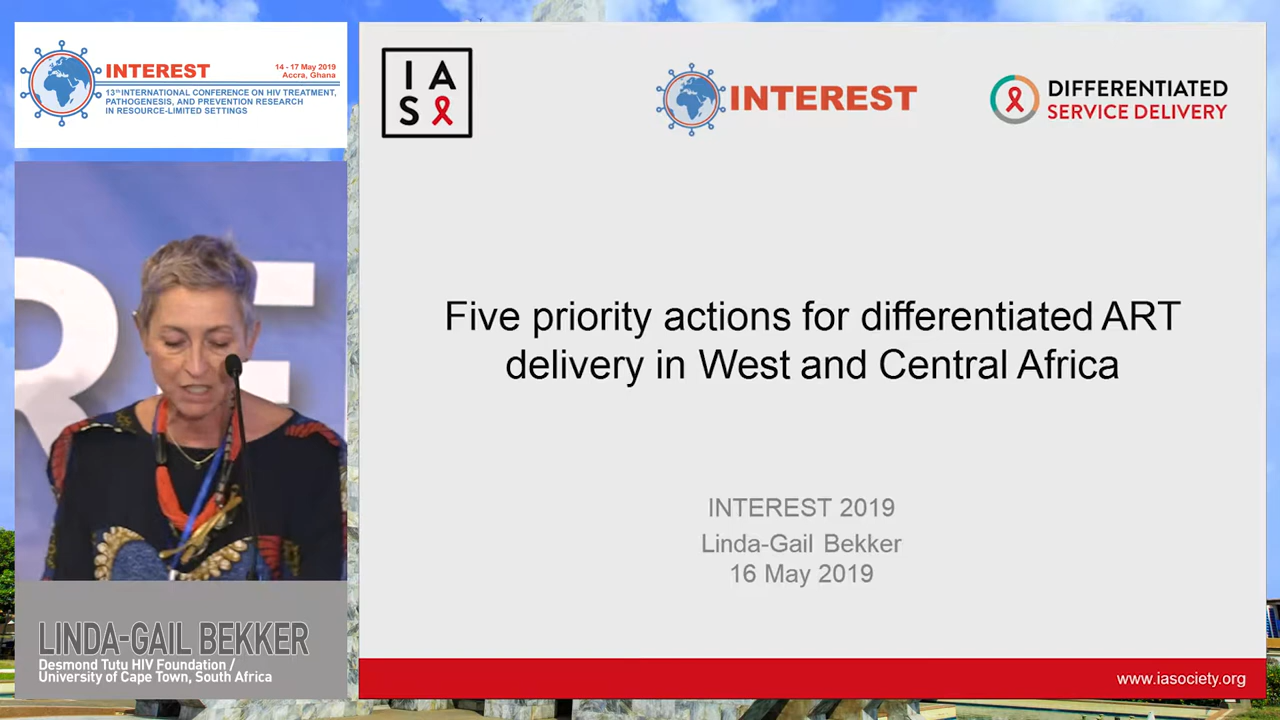 INTEREST
14 - 17 May 2019
Accra, Ghana
13th INTERNATIONAL CONFERENCE ON HIV TREATMENT,
PATHOGENESIS, AND PREVENTION RESEARCH
IN RESOURCE-LIMITED SETTINGS
RE
LINDA-GAIL BEKKER
Desmond Tutu HIV Foundation /
University of Cape Town, South Africa
IA
S
INTEREST
DIFFERENTIATED
SERVICE DELIVERY
Five priority actions for differentiated ART
delivery in West and Central Africa
INTEREST 2019
Linda-Gail Bekker
16 May 2019
www.iasociety.org